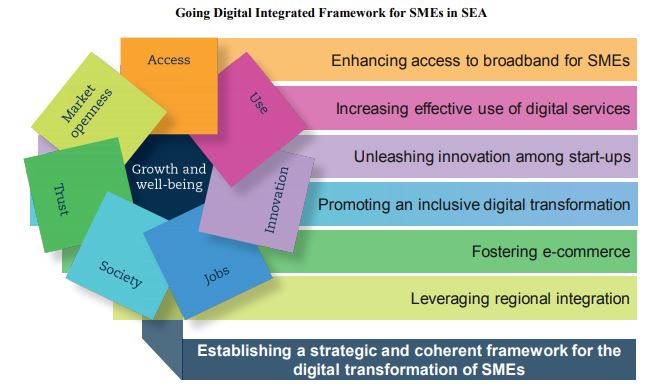 Going Digital Integrated Framework for SMEs in SEA
Access
Use
Innovation
Jobs
Society
Trust
Market
openness
Growth and
well-being
Enhancing access to broadband for SMEs
Increasing effective use of digital services
Unleashing innovation among start-ups
Promoting an inclusive digital transformation
Fostering e-commerce
Leveraging regional integration
Establishing a strategic and coherent framework for the
digital transformation of SMEs